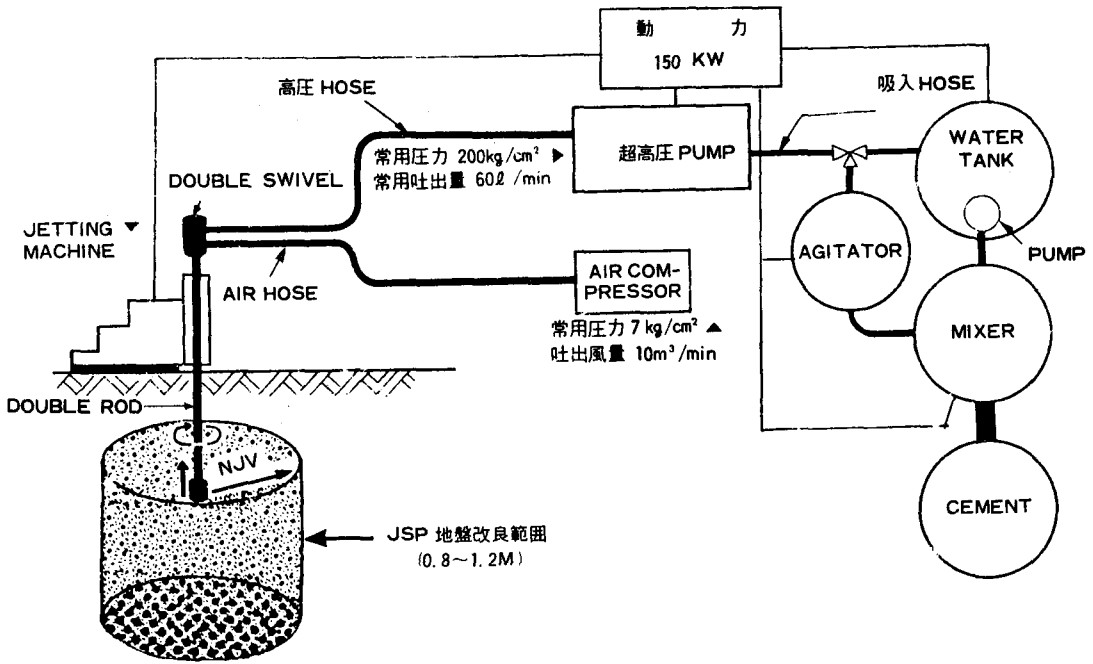 動 力
150 KW
高圧 HOSE
吸入 HOSE
常用圧力 200kg/cm² ▶
常用吐出量 60ℓ /min
超高圧 PUMP
WATER
TANK
DOUBLE SWIVEL
JETTING ▼
MACHINE
AGITATOR
PUMP
AIR HOSE
AIR COM-
PRESSOR
常用圧力 7 kg/cm² ▲
吐出風量 10m³/min
MIXER
DOUBLE ROD
NJV
CEMENT
JSP 地盤改良範囲
(0.8～1.2M)